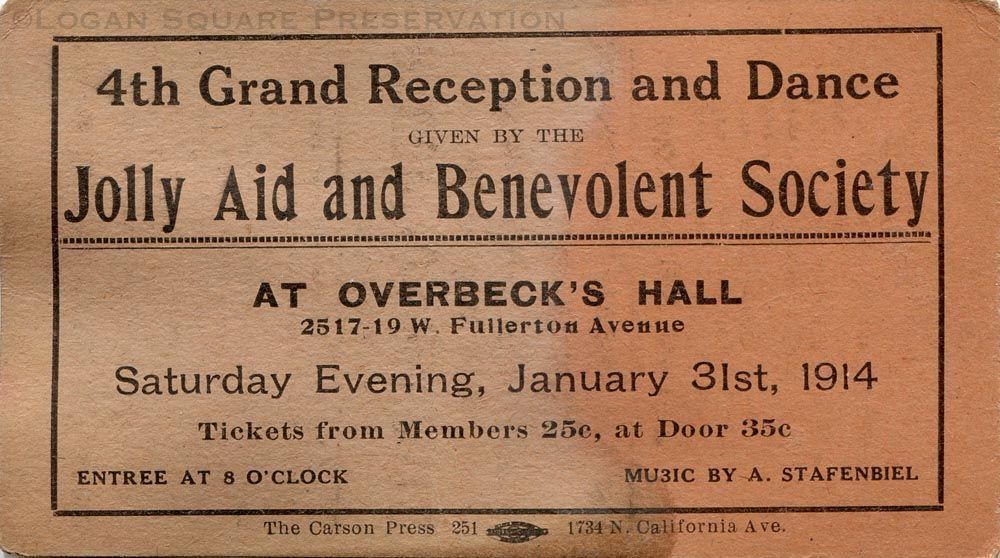 ©Logan Square Preservation
4th Grand Reception and Dance
GIVEN BY THE
Jolly Aid and Benevolent Society
AT OVERBECK'S HALL
2517-19 W. Fullerton Avenue
Saturday Evening, January 31st, 1914
Tickets from Members 25c, at Door 35c
ENTREE AT 8 O'CLOCK MU3IC BY A. STAFENBIEL
The Carson Press 251 1734 N. California Ave.